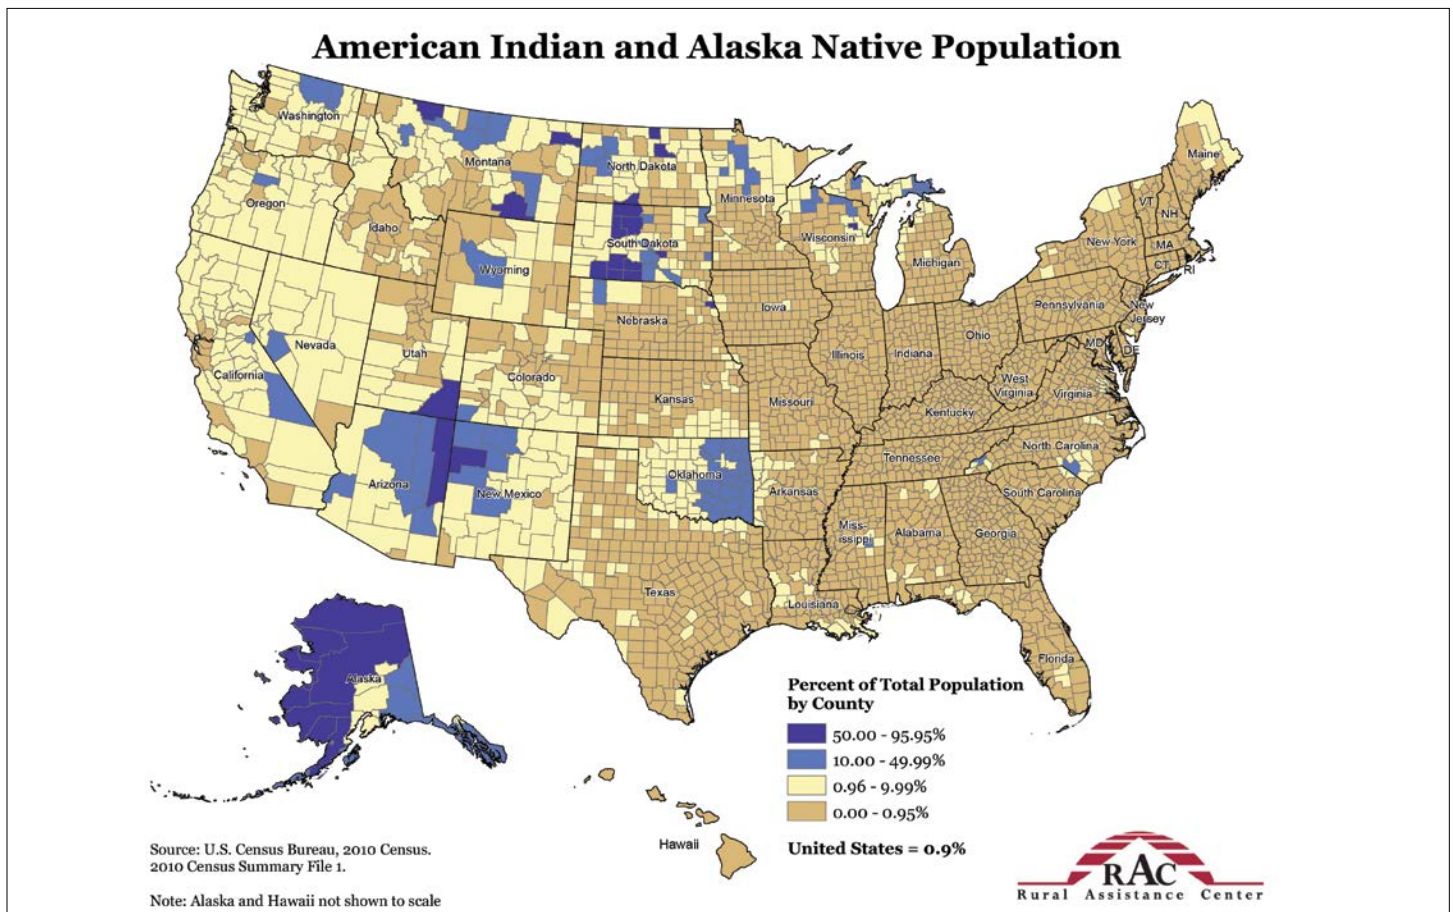 American Indian and Alaska Native Population
Washington
Montana
North Dakota
Minnesota
Maine
Oregon
Idaho
Wyoming
South Dakota
Wisconsin
Michigan
VT
NH
New York
MA
CT
RI
Iowa
Nebraska
Pennsylvania
New
Jersey
Nevada
Utah
Colorado
California
Illinois
Indiana
Ohio
MD
DE
West
Virginia
Virginia
Kansas
Missouri
Kentucky
Arizona
New Mexico
Oklahoma
Arkansas
Tennessee
North Carolina
South Carolina
Miss-
issippi
Alabama
Georgia
Texas
Louisiana
Florida
Alaska
Hawaii
Percent of Total Population
by County
50.00 - 95.95%
10.00 - 49.99%
0.96 - 9.99%
0.00 - 0.95%
United States = 0.9%
Source: U.S. Census Bureau, 2010 Census.
2010 Census Summary File 1.
Note: Alaska and Hawaii not shown to scale
RAC
Rural Assistance Center